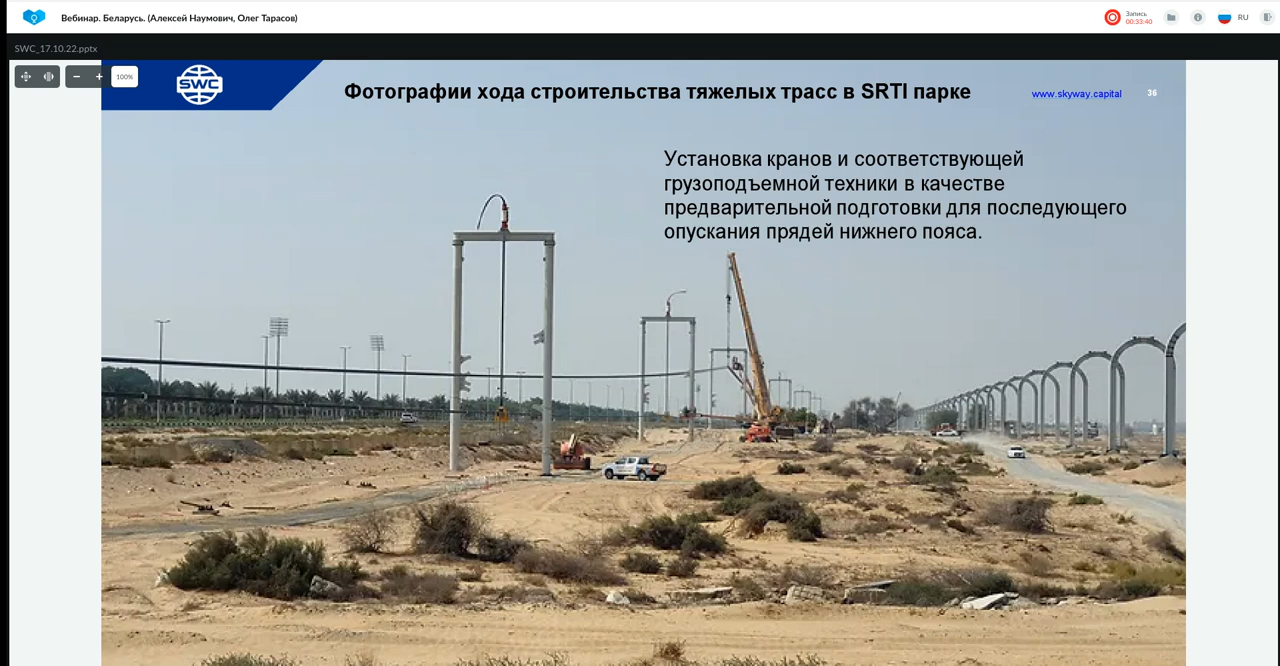 Вебинар. Беларусь. (Алексей Наумович, Олег Тарасов)
Запись
00:33:40
RU
SWC_17.10.22.pptx
100%
SWC
Фотографии хода строительства тяжелых трасс в SRTI парке
www.skyway.capital
36
Установка кранов и соответствующей
грузоподъемной техники в качестве
предварительной подготовки для последующего
опускания прядей нижнего пояса.